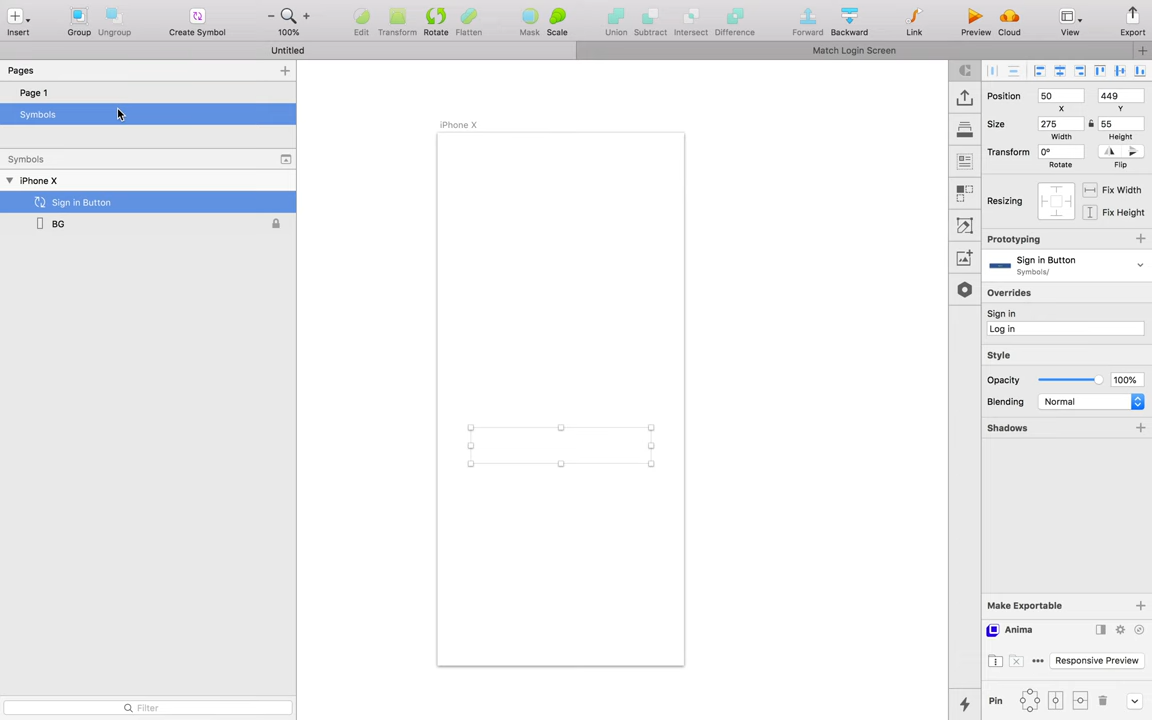 Insert
Group
Ungroup
Create Symbol
100%
Edit
Transform
Rotate
Flatten
Mask
Scale
Union
Subtract
Intersect
Difference
Forward
Backward
Link
Preview
Cloud
View
Export
Untitled
Match Login Screen
Pages
Page 1
Symbols
Symbols
iPhone X
Sign in Button
BG
Filter
iPhone X
Position
50
449
X
Y
Size
275
55
Width
Height
Transform
0°
Rotate
Flip
Resizing
Fix Width
Fix Height
Prototyping
Sign in Button
Symbols/
Overrides
Sign in
Log in
Style
Opacity
100%
Blending
Normal
Shadows
Make Exportable
Anima
Responsive Preview
Pin